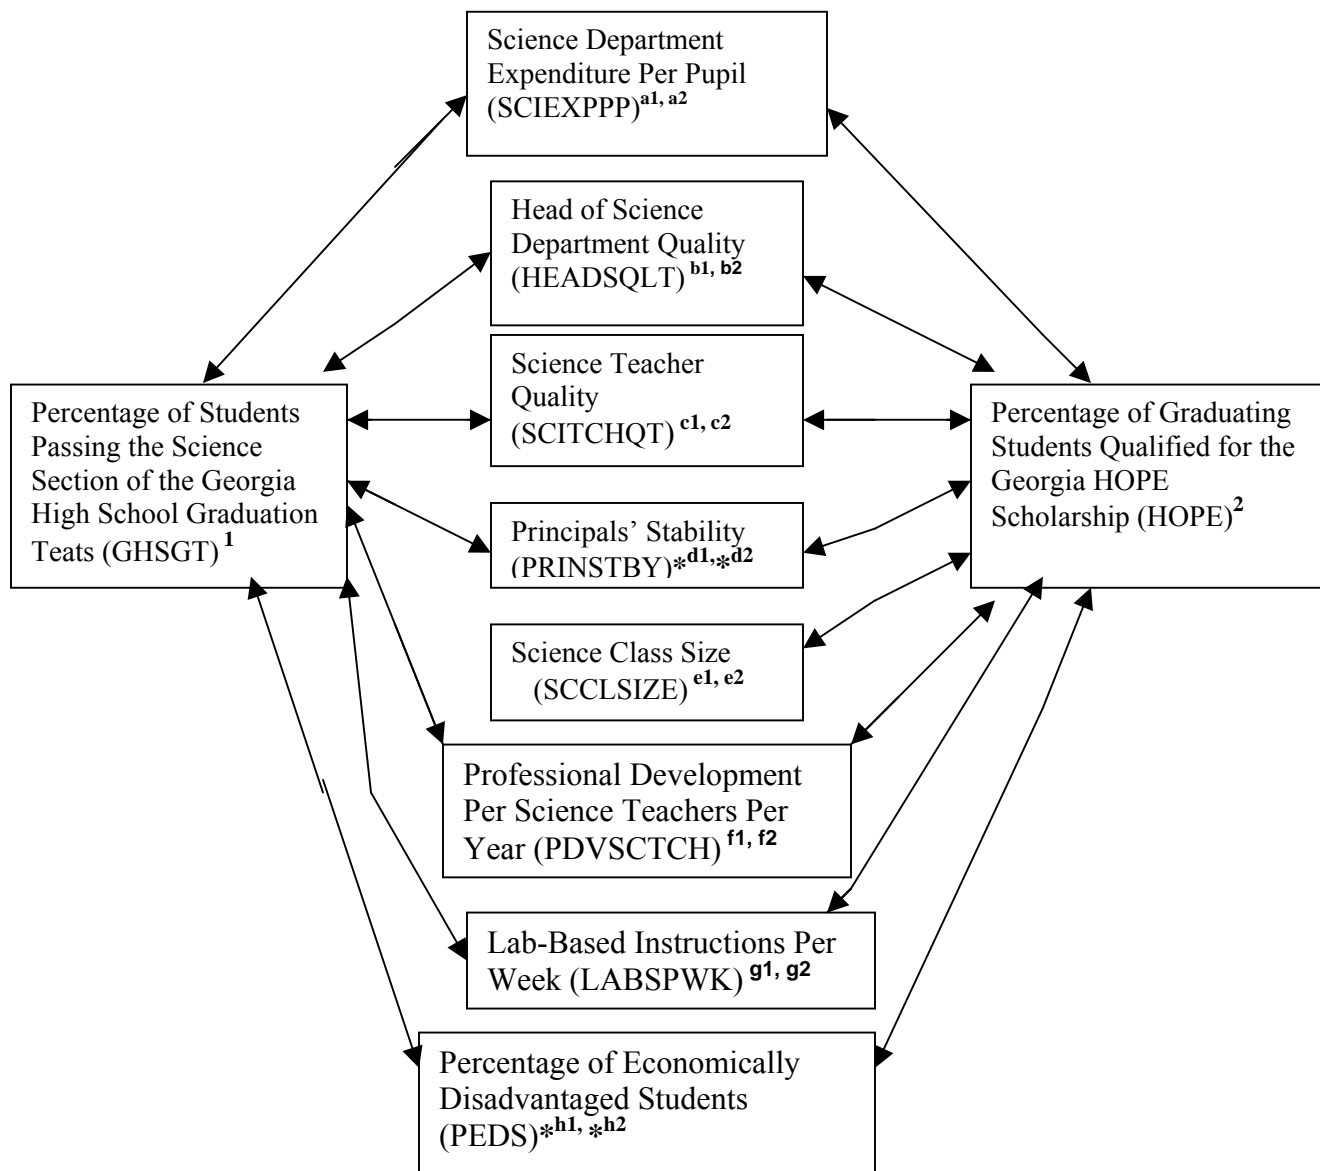 Science Department
Expenditure Per Pupil
(SCIEXPPP)a1, a2
Head of Science
Department Quality
(HEADSQLT) b1, b2
Science Teacher
Quality
(SCITCHQT) c1, c2
Percentage of Students
Passing the Science
Section of the Georgia
High School Graduation
Teats (GHSGT) 1
Percentage of Graduating
Students Qualified for the
Georgia HOPE
Scholarship (HOPE)2
Principals’ Stability
(PRINSTBY)*d1,*d2
Science Class Size
(SCCLSIZE) e1, e2
Professional Development
Per Science Teachers Per
Year (PDVSCTCH) f1, f2
Lab-Based Instructions Per
Week (LABSPWK) g1, g2
Percentage of Economically
Disadvantaged Students
(PEDS)*h1, *h2